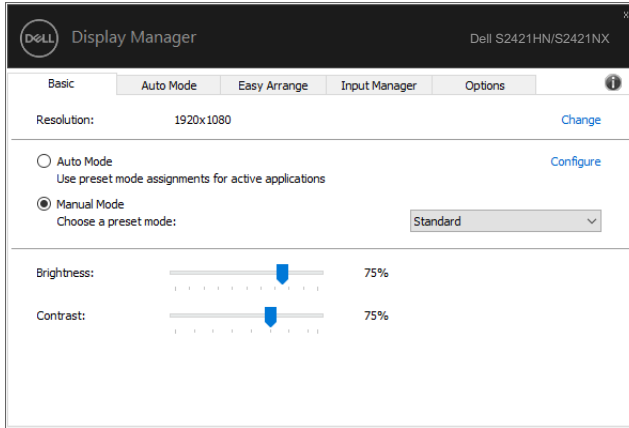 DELL Display Manager Dell S2421HN/S2421NX
Basic Auto Mode Easy Arrange Input Manager Options
Resolution: 1920x1080 Change
Auto Mode Configure
Use preset mode assignments for active applications
Manual Mode
Choose a preset mode: Standard
Brightness: 75%
Contrast: 75%